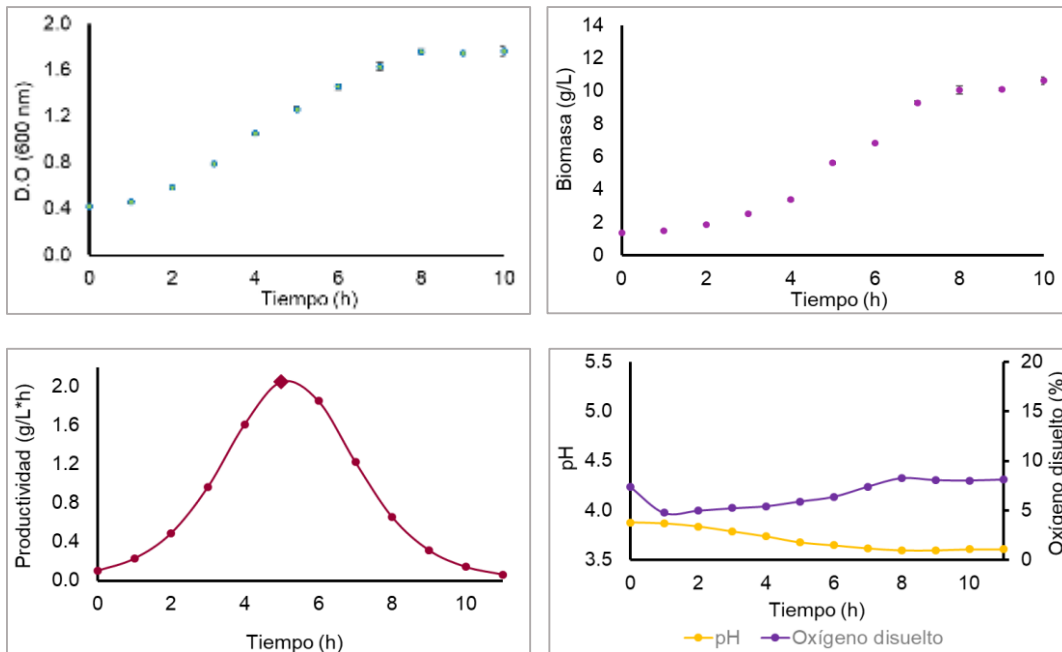 D.O (600 nm)
2.0
1.6
1.2
0.8
0.4
0.0
0 2 4 6 8 10
Tiempo (h)
Biomasa (g/L)
14
12
10
8
6
4
2
0
0 2 4 6 8 10
Tiempo (h)
Productividad (g/L*h)
2.0
1.6
1.2
0.8
0.4
0.0
0 2 4 6 8 10
Tiempo (h)
pH
5.5
5.0
4.5
4.0
3.5
20
15
10
5
0
Oxígeno disuelto (%)
0 2 4 6 8 10
Tiempo (h)
pH Oxígeno disuelto